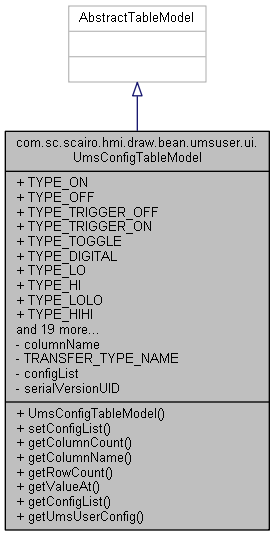 AbstractTableModel
com.sc.scairo.hmi.draw.bean.umsuser.ui.
UmsConfigTableModel
+ TYPE_ON
+ TYPE_OFF
+ TYPE_TRIGGER_OFF
+ TYPE_TRIGGER_ON
+ TYPE_TOGGLE
+ TYPE_DIGITAL
+ TYPE_LO
+ TYPE_HI
+ TYPE_LOLO
+ TYPE_HIHI
and 19 more...
- columnName
- TRANSFER_TYPE_NAME
- configList
- serialVersionUID
+ UmsConfigTableModel()
+ setConfigList()
+ getColumnCount()
+ getColumnName()
+ getRowCount()
+ getValueAt()
+ getConfigList()
+ getUmsUserConfig()